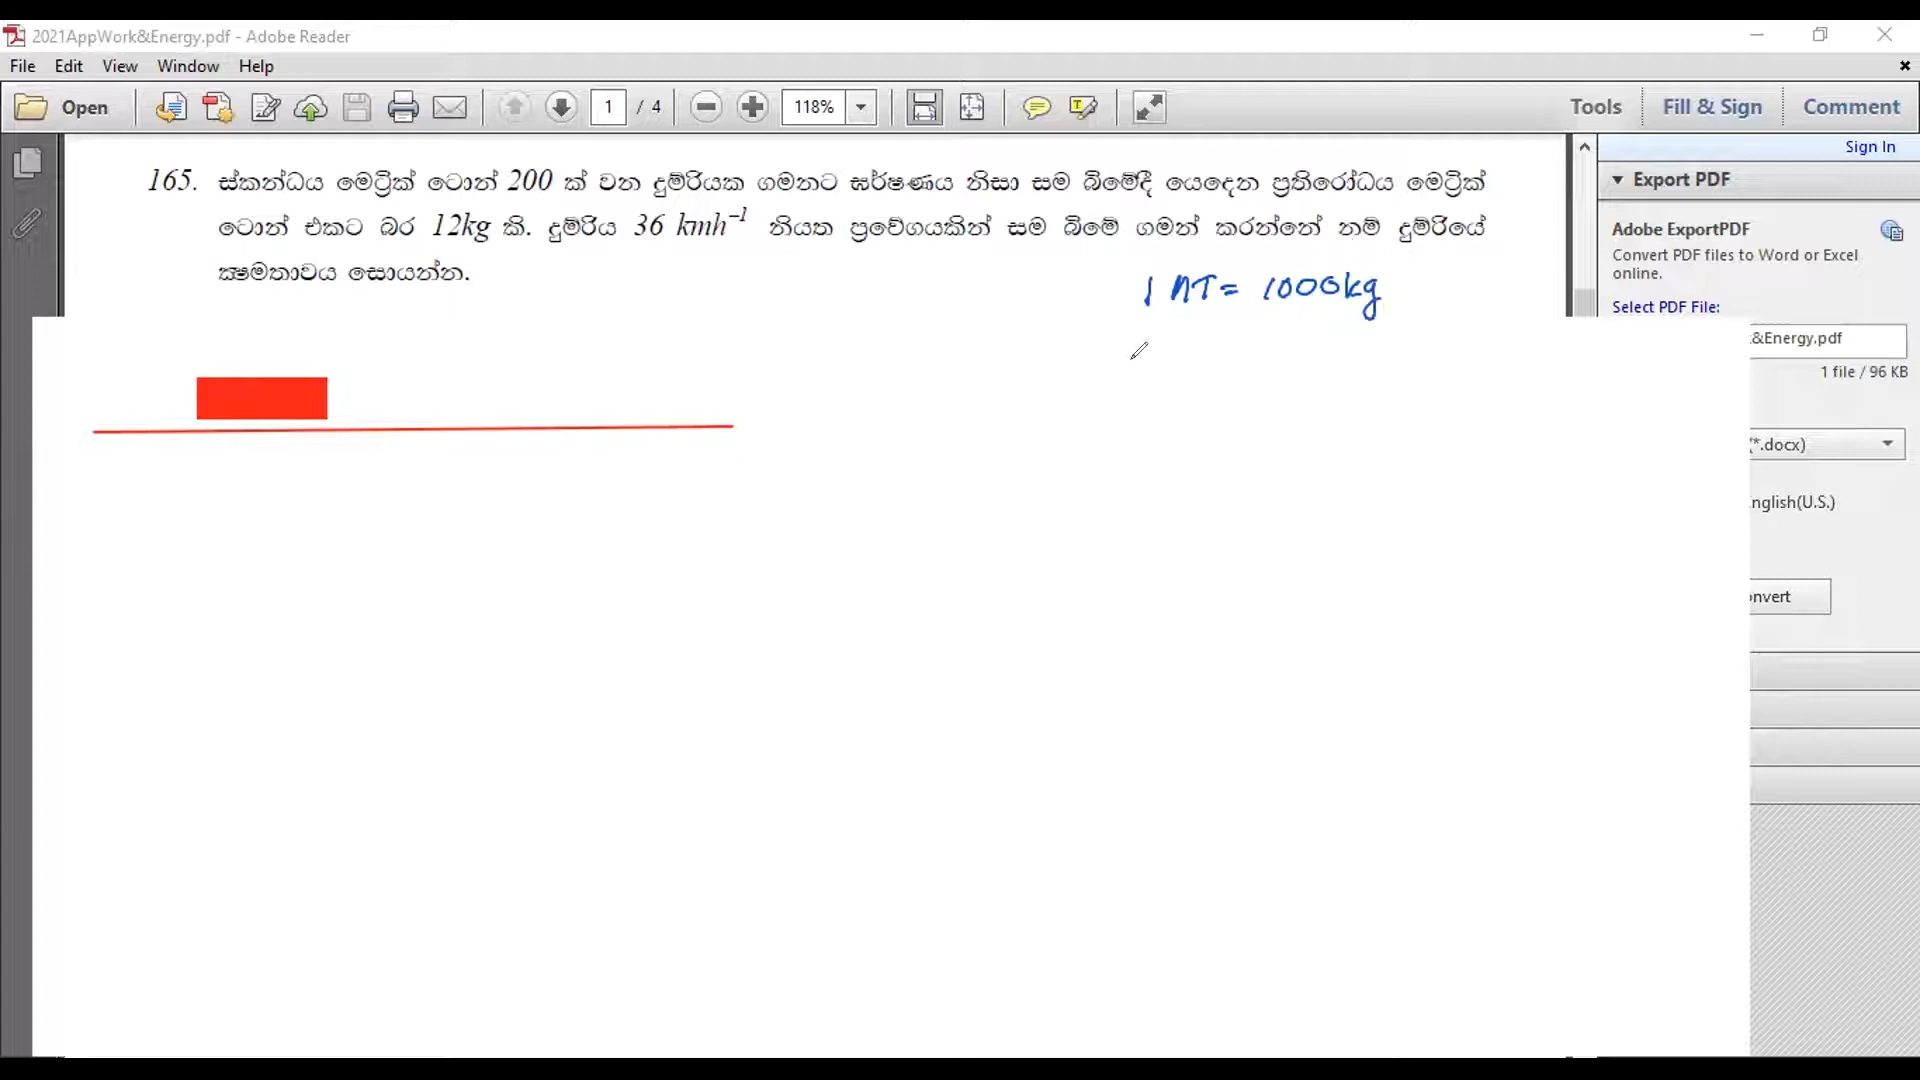 2021AppWork&Energy.pdf - Adobe Reader
File Edit View Window Help
Open 1 / 4 118% Tools Fill & Sign Comment
Sign In
165. ස්කන්ධය මෙට්‍රික් ටොන් 200 ක් වන දුම්රියක ගමනට ඝර්ෂණය නිසා සම බිමේදී යෙදෙන ප්‍රතිරෝධය මෙට්‍රික්
ටොන් එකට බර 12kg කි. දුම්රිය 36 kmh⁻¹ නියත ප්‍රවේගයකින් සම බිමේ ගමන් කරන්නේ නම් දුම්රියේ
ක්‍ෂමතාවය සොයන්න.
1 MT = 1000kg
Export PDF
Adobe ExportPDF
Convert PDF files to Word or Excel
online.
Select PDF File:
&Energy.pdf
1 file / 96 KB
(*.docx)
nglish(U.S.)
onvert